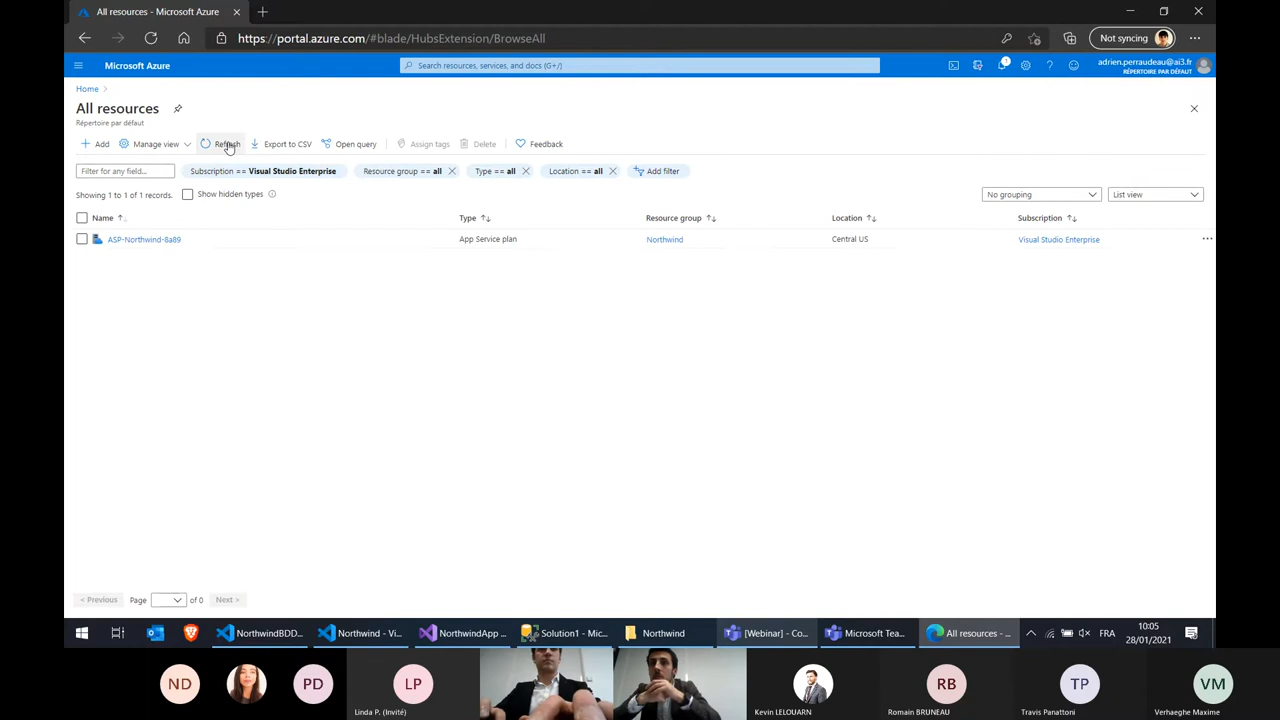 All resources - Microsoft Azure
https://portal.azure.com/#blade/HubsExtension/BrowseAll
Not syncing
Microsoft Azure
Search resources, services, and docs (G+/)
1
adrien.perraudeau@ai3.fr
RÉPERTOIRE PAR DÉFAUT
Home
All resources
Répertoire par défaut
Add
Manage view
Refresh
Export to CSV
Open query
Assign tags
Delete
Feedback
Filter for any field...
Subscription == Visual Studio Enterprise
Resource group == all
Type == all
Location == all
Add filter
Showing 1 to 1 of 1 records.
Show hidden types
No grouping
List view
Name
Type
Resource group
Location
Subscription
ASP-Northwind-8a89
App Service plan
Northwind
Central US
Visual Studio Enterprise
< Previous
Page
of 0
Next >
NorthwindBDD...
Northwind - Vi...
NorthwindApp ...
Solution1 - Mic...
Northwind
[Webinar] - Co...
Microsoft Tea...
All resources - ...
FRA
10:05
28/01/2021
ND
PD
LP
RB
TP
VM
Linda P. (Invité)
Kevin LELOUARN
Romain BRUNEAU
Travis Panattoni
Verhaeghe Maxime